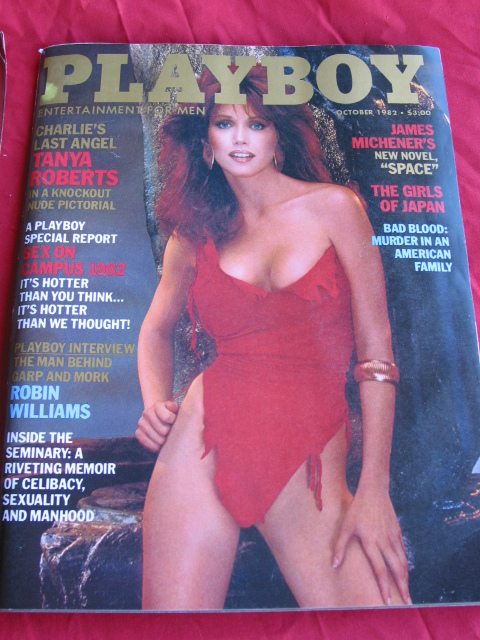 PLAYBOY
ENTERTAINMENT FOR MEN
OCTOBER 1982 • $3.00
CHARLIE'S
LAST ANGEL
TANYA
ROBERTS
IN A KNOCKOUT
NUDE PICTORIAL
A PLAYBOY
SPECIAL REPORT
SEX ON
CAMPUS 1982
IT'S HOTTER
THAN YOU THINK...
IT'S HOTTER
THAN WE THOUGHT!
PLAYBOY INTERVIEW
THE MAN BEHIND
GARP AND MORK
ROBIN
WILLIAMS
INSIDE THE
SEMINARY: A
RIVETING MEMOIR
OF CELIBACY,
SEXUALITY
AND MANHOOD
JAMES
MICHENER'S
NEW NOVEL,
"SPACE"
THE GIRLS
OF JAPAN
BAD BLOOD:
MURDER IN AN
AMERICAN
FAMILY